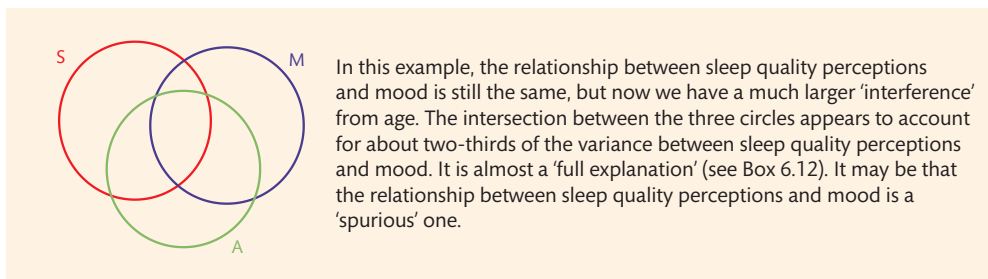 S
M
A
In this example, the relationship between sleep quality perceptions
and mood is still the same, but now we have a much larger ‘interference’
from age. The intersection between the three circles appears to account
for about two-thirds of the variance between sleep quality perceptions
and mood. It is almost a ‘full explanation’ (see Box 6.12). It may be that
the relationship between sleep quality perceptions and mood is a
‘spurious’ one.